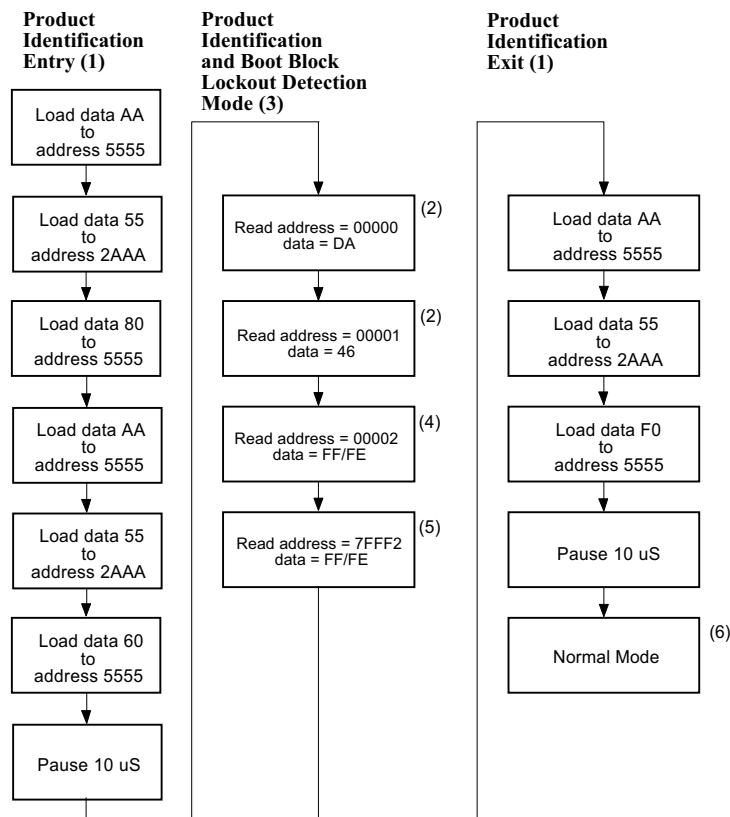 Product
Identification
Entry (1)
Load data AA
to
address 5555
Load data 55
to
address 2AAA
Load data 80
to
address 5555
Load data AA
to
address 5555
Load data 55
to
address 2AAA
Load data 60
to
address 5555
Pause 10 uS
Product
Identification
and Boot Block
Lockout Detection
Mode (3)
Read address = 00000
data = DA
(2)
Read address = 00001
data = 46
(2)
Read address = 00002
data = FF/FE
(4)
Read address = 7FFF2
data = FF/FE
(5)
Product
Identification
Exit (1)
Load data AA
to
address 5555
Load data 55
to
address 2AAA
Load data F0
to
address 5555
Pause 10 uS
Normal Mode
(6)